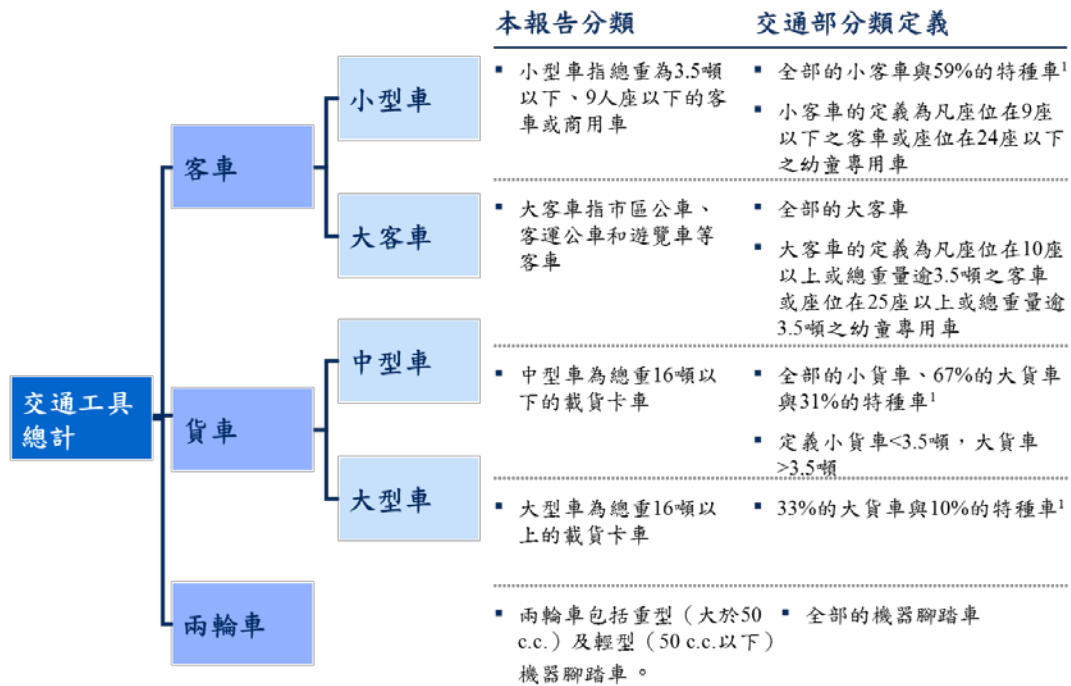 本報告分類
交通部分類定義
交通工具
總計
客車
小型車
▪ 小型車指總重為3.5噸
以下、9人座以下的客
車或商用車
▪ 全部的小客車與59%的特種車¹
▪ 小客車的定義為凡座位在9座
以下之客車或座位在24座以下
之幼童專用車
大客車
▪ 大客車指市區公車、
客運公車和遊覽車等
客車
▪ 全部的大客車
▪ 大客車的定義為凡座位在10座
以上或總重量逾3.5噸之客車
或座位在25座以上或總重量逾
3.5噸之幼童專用車
貨車
中型車
▪ 中型車為總重16噸以
下的載貨卡車
▪ 全部的小貨車、67%的大貨車
與31%的特種車¹
▪ 定義小貨車<3.5噸，大貨車
>3.5噸
大型車
▪ 大型車為總重16噸以
上的載貨卡車
▪ 33%的大貨車與10%的特種車¹
兩輪車
▪ 兩輪車包括重型（大於50
c.c.）及輕型（50 c.c.以下）
機器腳踏車。
▪ 全部的機器腳踏車